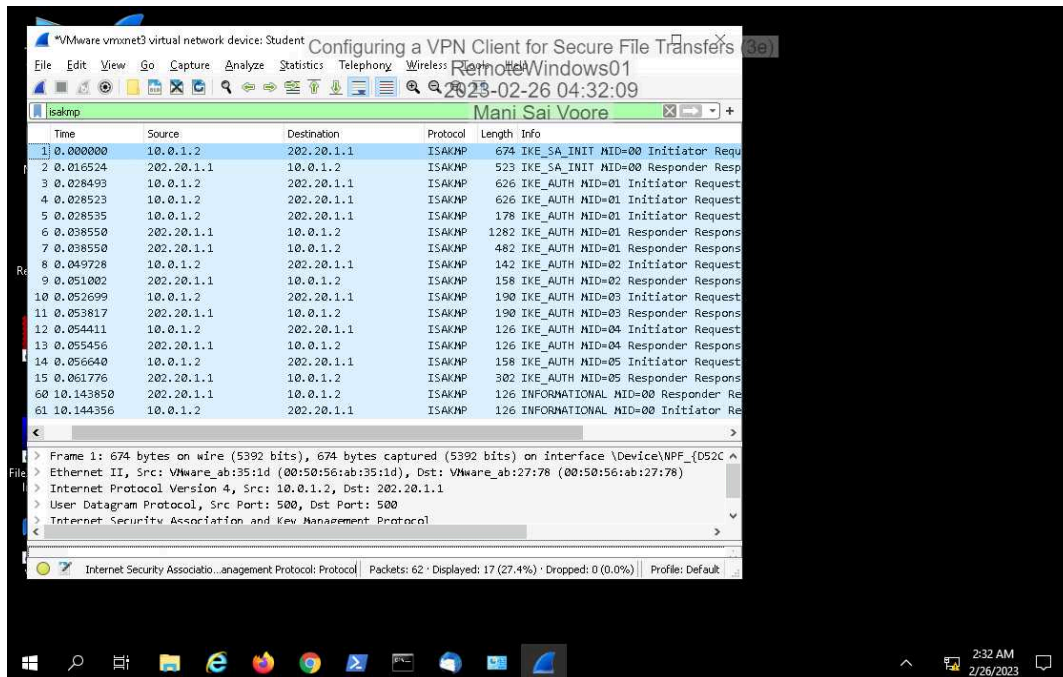 *VMware vmxnet3 virtual network device: Student
Configuring a VPN Client for Secure File Transfers (3e)
RemoteWindows01
2023-02-26 04:32:09
Mani Sai Voore
File Edit View Go Capture Analyze Statistics Telephony Wireless Tools Help
isakmp
Time Source Destination Protocol Length Info
1 0.000000 10.0.1.2 202.20.1.1 ISAKMP 674 IKE_SA_INIT MID=00 Initiator Requ
2 0.016524 202.20.1.1 10.0.1.2 ISAKMP 523 IKE_SA_INIT MID=00 Responder Resp
3 0.028493 10.0.1.2 202.20.1.1 ISAKMP 626 IKE_AUTH MID=01 Initiator Request
4 0.028523 10.0.1.2 202.20.1.1 ISAKMP 626 IKE_AUTH MID=01 Initiator Request
5 0.028535 10.0.1.2 202.20.1.1 ISAKMP 178 IKE_AUTH MID=01 Initiator Request
6 0.038550 202.20.1.1 10.0.1.2 ISAKMP 1282 IKE_AUTH MID=01 Responder Respons
7 0.038550 202.20.1.1 10.0.1.2 ISAKMP 482 IKE_AUTH MID=01 Responder Respons
8 0.049728 10.0.1.2 202.20.1.1 ISAKMP 142 IKE_AUTH MID=02 Initiator Request
9 0.051002 202.20.1.1 10.0.1.2 ISAKMP 158 IKE_AUTH MID=02 Responder Respons
10 0.052699 10.0.1.2 202.20.1.1 ISAKMP 190 IKE_AUTH MID=03 Initiator Request
11 0.053817 202.20.1.1 10.0.1.2 ISAKMP 190 IKE_AUTH MID=03 Responder Respons
12 0.054411 10.0.1.2 202.20.1.1 ISAKMP 126 IKE_AUTH MID=04 Initiator Request
13 0.055456 202.20.1.1 10.0.1.2 ISAKMP 126 IKE_AUTH MID=04 Responder Respons
14 0.056640 10.0.1.2 202.20.1.1 ISAKMP 158 IKE_AUTH MID=05 Initiator Request
15 0.061776 202.20.1.1 10.0.1.2 ISAKMP 302 IKE_AUTH MID=05 Responder Respons
60 10.143850 202.20.1.1 10.0.1.2 ISAKMP 126 INFORMATIONAL MID=00 Responder Re
61 10.144356 10.0.1.2 202.20.1.1 ISAKMP 126 INFORMATIONAL MID=00 Initiator Re
Frame 1: 674 bytes on wire (5392 bits), 674 bytes captured (5392 bits) on interface \Device\NPF_{D52C
Ethernet II, Src: VMware_ab:35:1d (00:50:56:ab:35:1d), Dst: VMware_ab:27:78 (00:50:56:ab:27:78)
Internet Protocol Version 4, Src: 10.0.1.2, Dst: 202.20.1.1
User Datagram Protocol, Src Port: 500, Dst Port: 500
Internet Security Association and Key Management Protocol
Internet Security Associatio...anagement Protocol: Protocol Packets: 62 · Displayed: 17 (27.4%) · Dropped: 0 (0.0%) Profile: Default
2:32 AM
2/26/2023